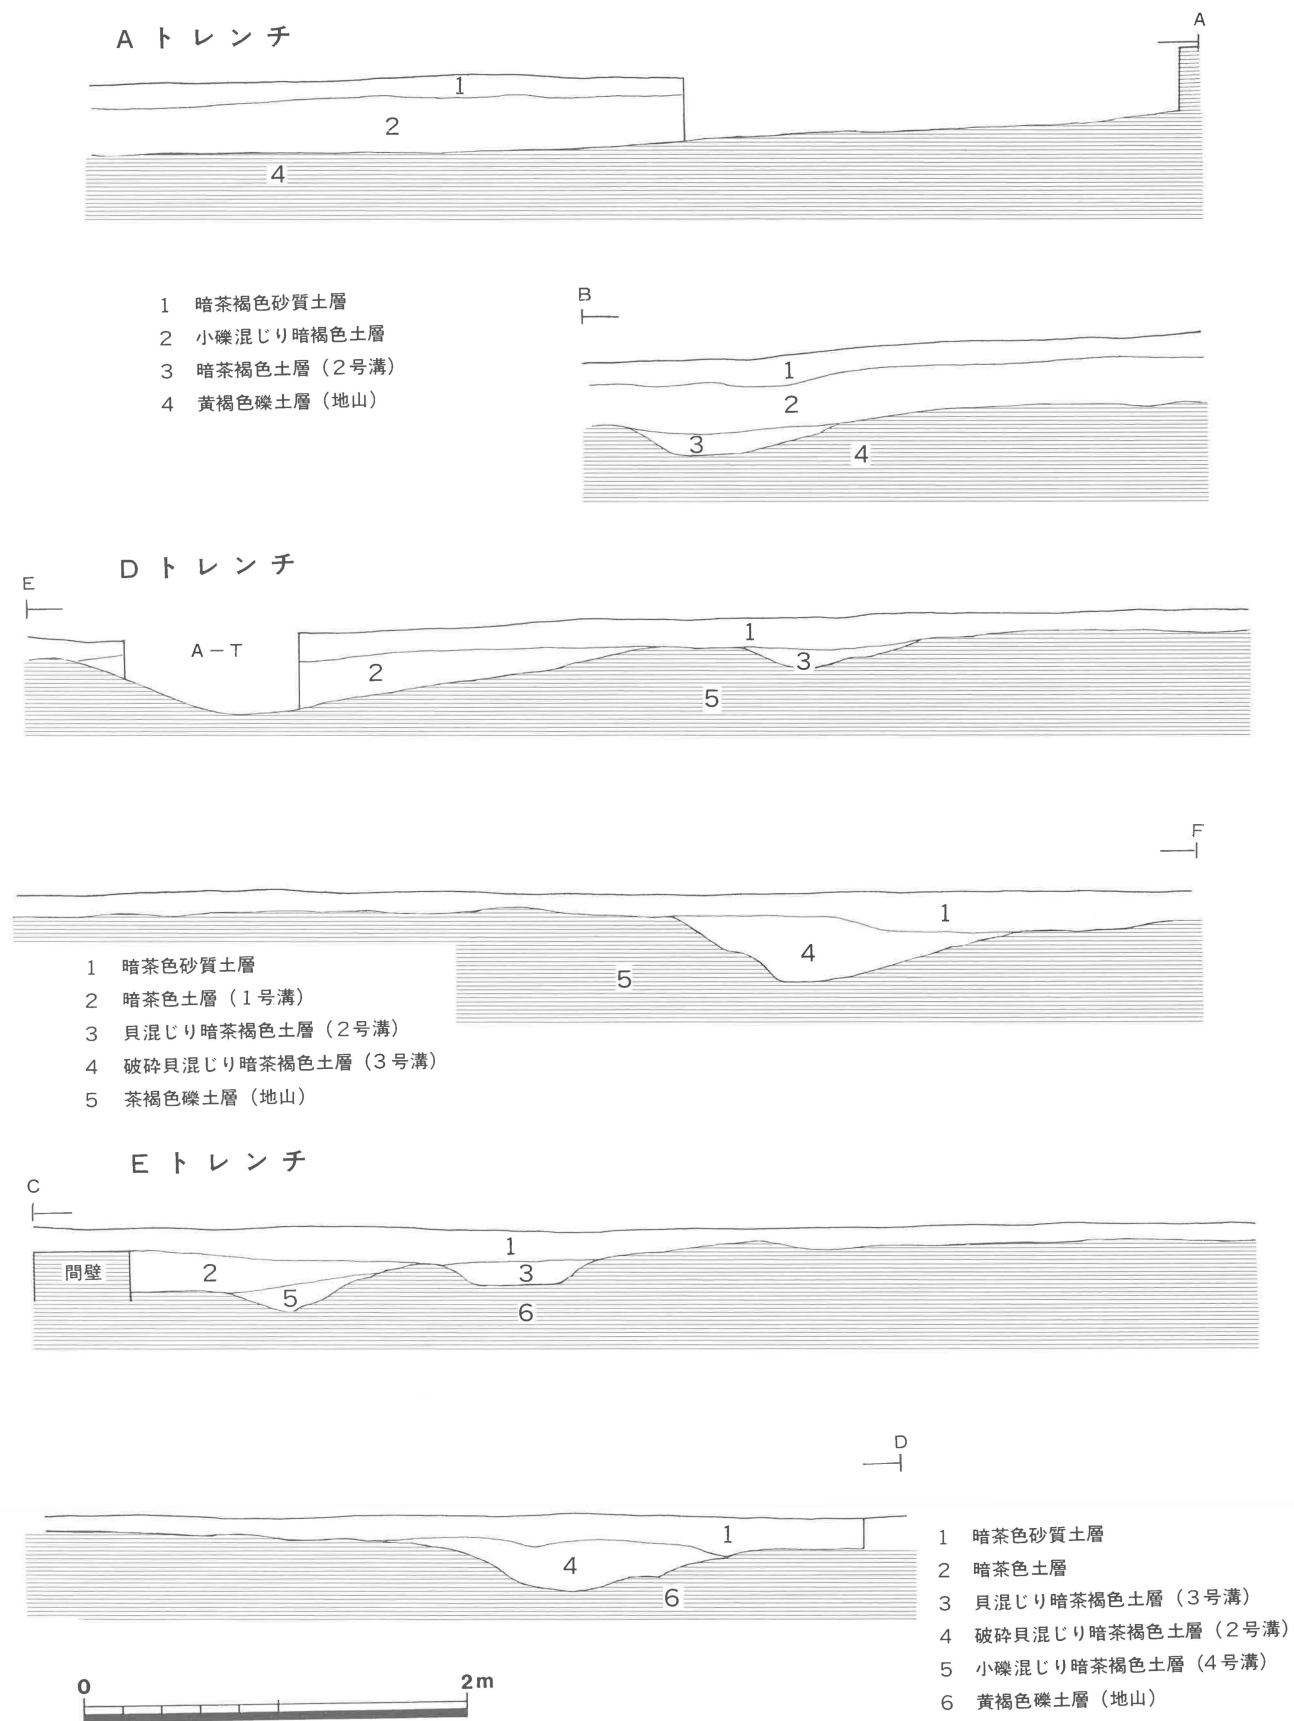 Aトレンチ
A
1
2
4
1 暗茶褐色砂質土層
2 小礫混じり暗褐色土層
3 暗茶褐色土層（2号溝）
4 黄褐色礫土層（地山）
B
1
2
3
4
Dトレンチ
E
A－T
1
2
3
5
F
1
4
5
1 暗茶色砂質土層
2 暗茶色土層（1号溝）
3 貝混じり暗茶褐色土層（2号溝）
4 破砕貝混じり暗茶褐色土層（3号溝）
5 茶褐色礫土層（地山）
Eトレンチ
C
間壁
1
2
3
5
6
D
1
4
6
1 暗茶色砂質土層
2 暗茶色土層
3 貝混じり暗茶褐色土層（3号溝）
4 破砕貝混じり暗茶褐色土層（2号溝）
5 小礫混じり暗茶褐色土層（4号溝）
6 黄褐色礫土層（地山）
0 2m